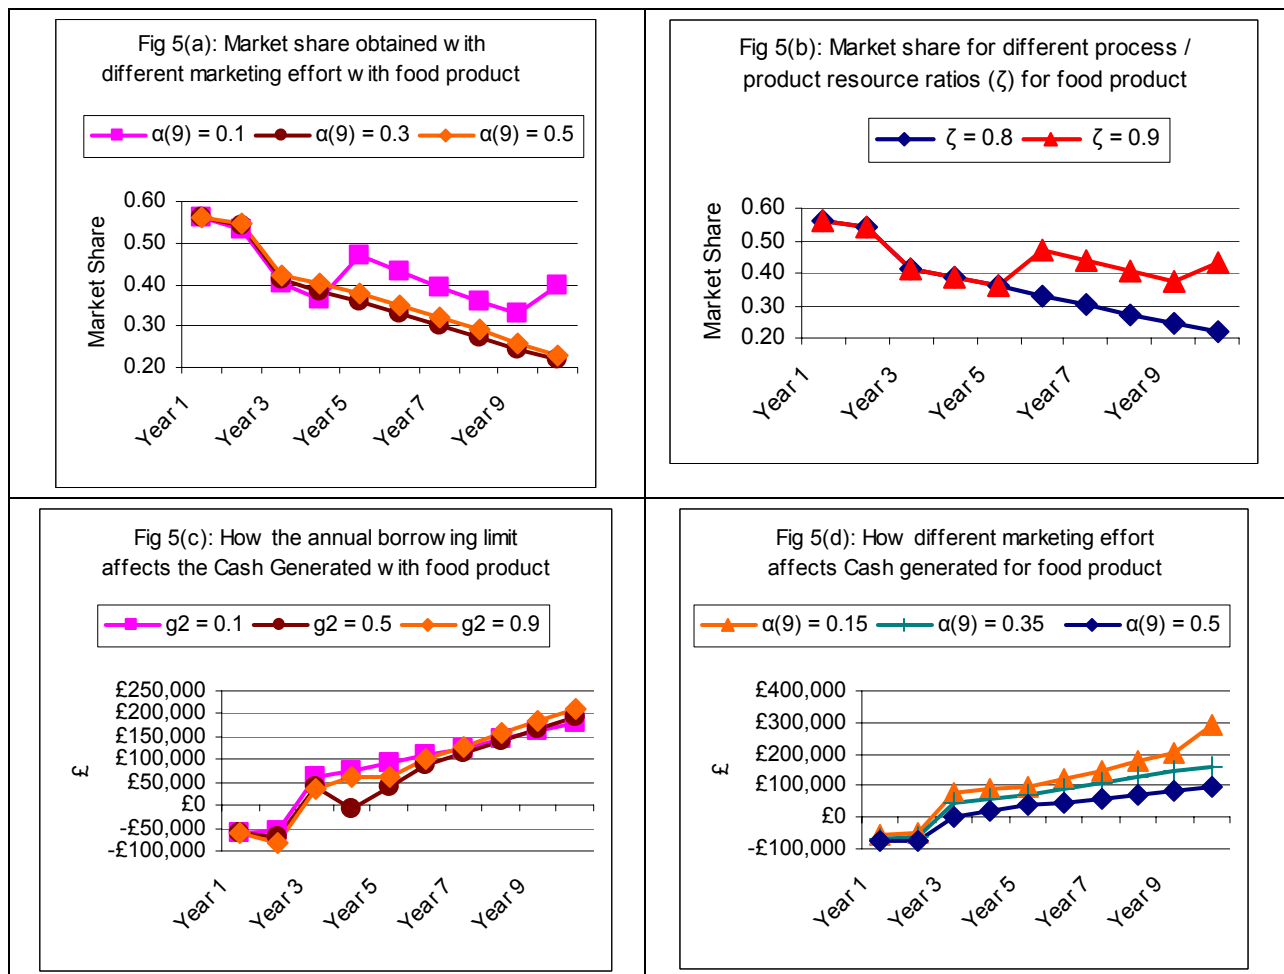 Fig 5(a): Market share obtained with
different marketing effort with food product
α(9) = 0.1 α(9) = 0.3 α(9) = 0.5
Market Share
0.60
0.50
0.40
0.30
0.20
Year 1 Year 3 Year 5 Year 7 Year 9
Fig 5(b): Market share for different process /
product resource ratios (ζ) for food product
ζ = 0.8 ζ = 0.9
Market Share
0.60
0.50
0.40
0.30
0.20
Year 1 Year 3 Year 5 Year 7 Year 9
Fig 5(c): How the annual borrowing limit
affects the Cash Generated with food product
g2 = 0.1 g2 = 0.5 g2 = 0.9
£
£250,000
£200,000
£150,000
£100,000
£50,000
£0
-£50,000
-£100,000
Year 1 Year 3 Year 5 Year 7 Year 9
Fig 5(d): How different marketing effort
affects Cash generated for food product
α(9) = 0.15 α(9) = 0.35 α(9) = 0.5
£
£400,000
£300,000
£200,000
£100,000
£0
-£100,000
Year 1 Year 3 Year 5 Year 7 Year 9